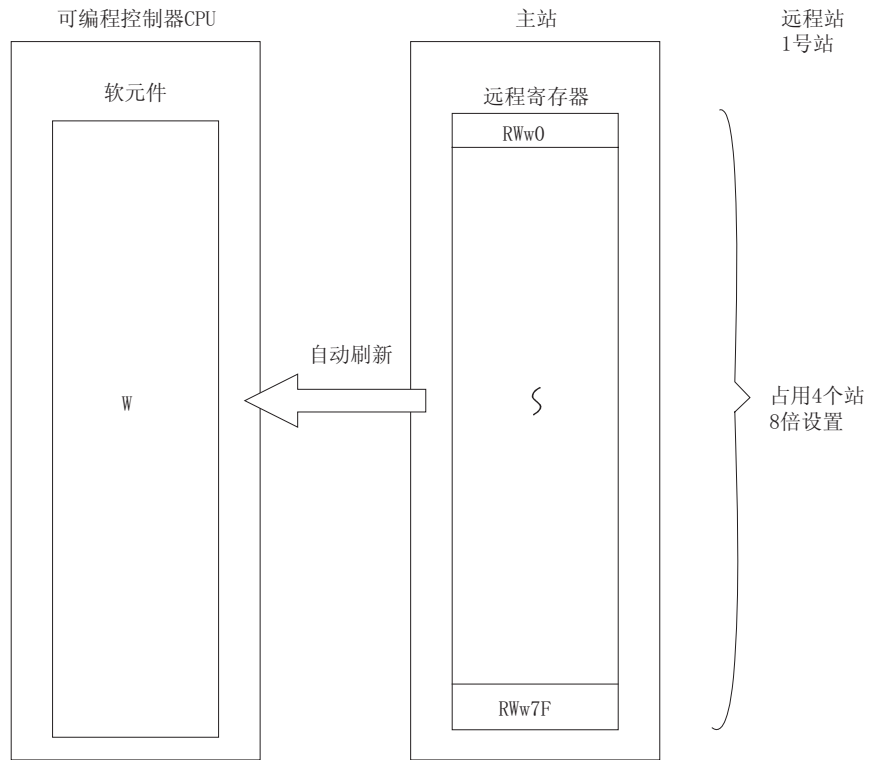 可编程控制器CPU
主站
远程站
1号站
软元件
远程寄存器
RWw0
自动刷新
W
占用4个站
8倍设置
RWw7F